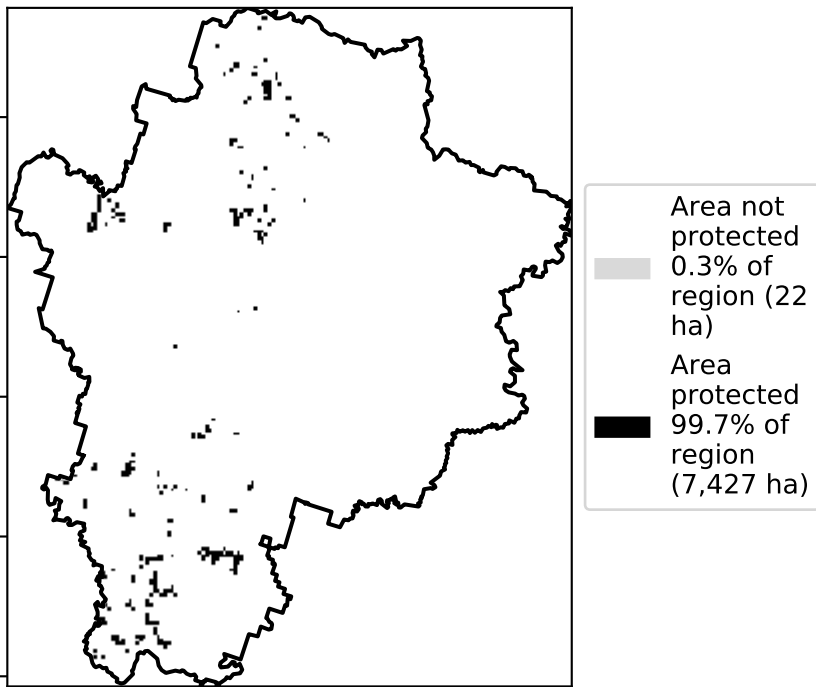 Area not
protected
0.3% of
region (22
ha)
Area
protected
99.7% of
region
(7,427 ha)